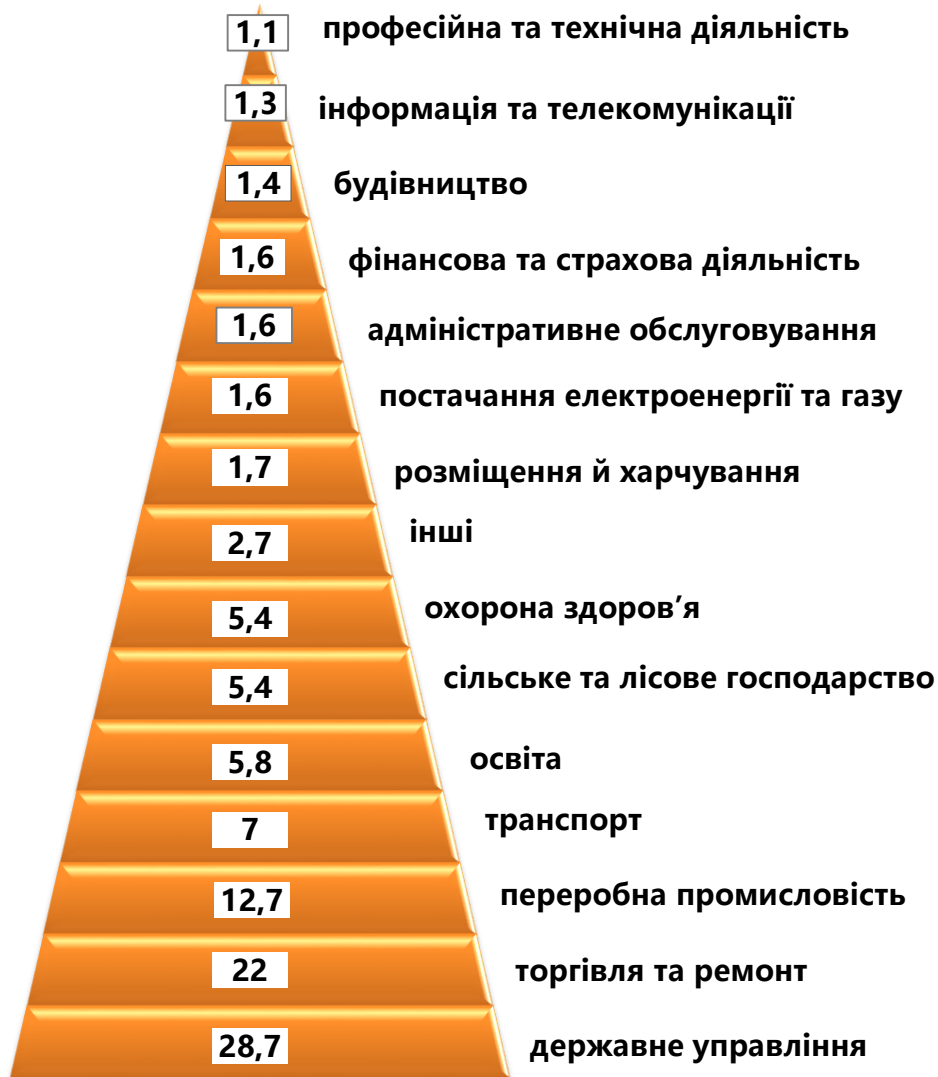 1,1 професійна та технічна діяльність
1,3 інформація та телекомунікації
1,4 будівництво
1,6 фінансова та страхова діяльність
1,6 адміністративне обслуговування
1,6 постачання електроенергії та газу
1,7 розміщення й харчування
2,7 інші
5,4 охорона здоров’я
5,4 сільське та лісове господарство
5,8 освіта
7 транспорт
12,7 переробна промисловість
22 торгівля та ремонт
28,7 державне управління